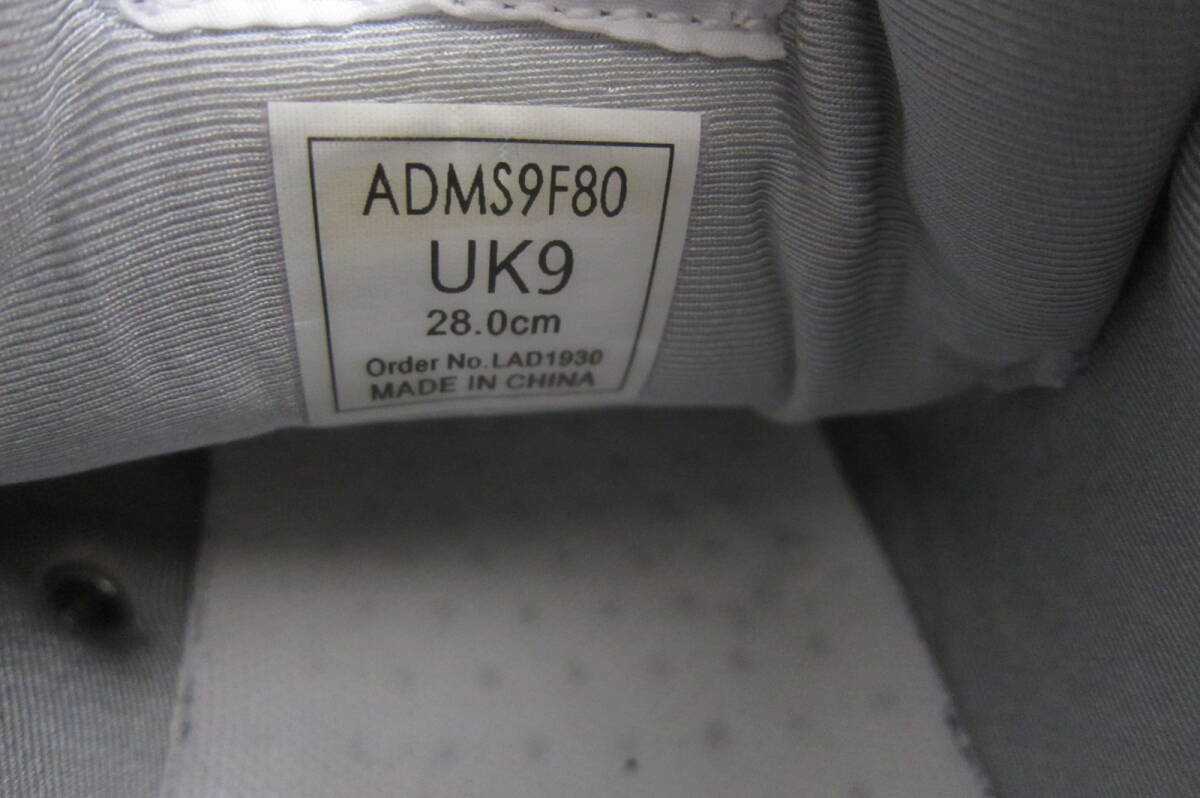 ADMS9F80
UK9
28.0cm
Order No.LAD1930
MADE IN CHINA